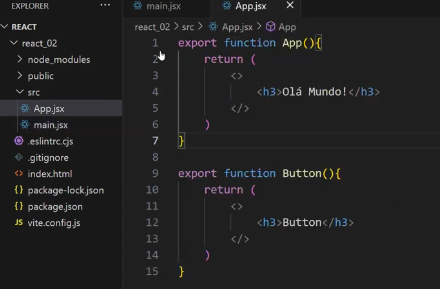 EXPLORER ...
REACT
react_02
node_modules
public
src
App.jsx
main.jsx
.eslintrc.cjs
.gitignore
index.html
package-lock.json
package.json
vite.config.js
main.jsx App.jsx
react_02 > src > App.jsx > App
1 export function App(){
2 return (
3 <>
4 <h3>Olá Mundo!</h3>
5 </>
6 )
7 }
9 export function Button(){
10 return (
11 <>
12 <h3>Button</h3>
13 </>
14 )
15 }